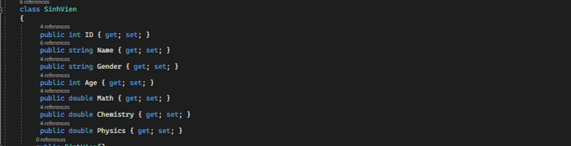 6 references
class SinhVien
{
4 references
public int ID { get; set; }
6 references
public string Name { get; set; }
4 references
public string Gender { get; set; }
4 references
public int Age { get; set; }
4 references
public double Math { get; set; }
4 references
public double Chemistry { get; set; }
4 references
public double Physics { get; set; }
0 references
public SinhVien()